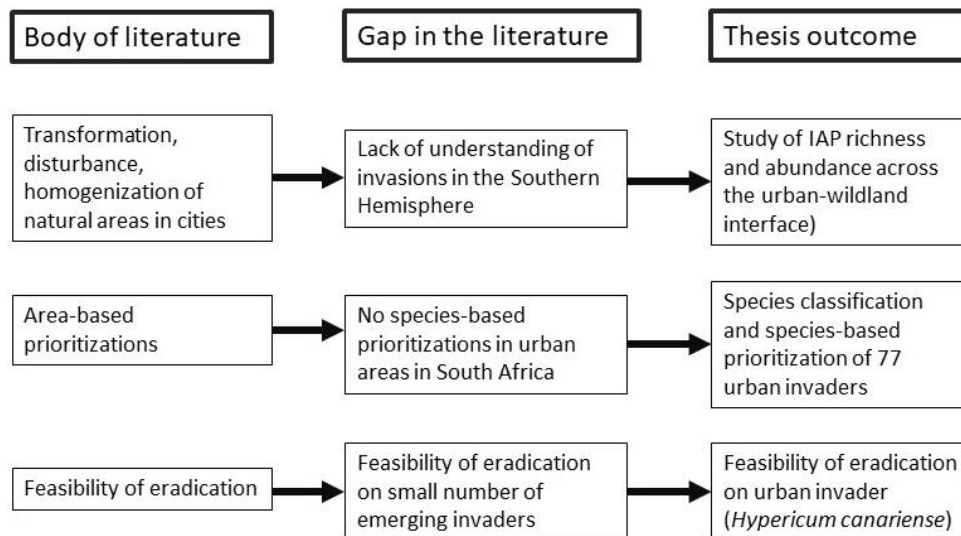 Body of literature
Gap in the literature
Thesis outcome
Transformation,
disturbance,
homogenization of
natural areas in cities
Lack of understanding of
invasions in the Southern
Hemisphere
Study of IAP richness
and abundance across
the urban-wildland
interface)
Area-based
prioritizations
No species-based
prioritizations in urban
areas in South Africa
Species classification
and species-based
prioritization of 77
urban invaders
Feasibility of eradication
Feasibility of eradication
on small number of
emerging invaders
Feasibility of eradication
on urban invader
(Hypericum canariense)